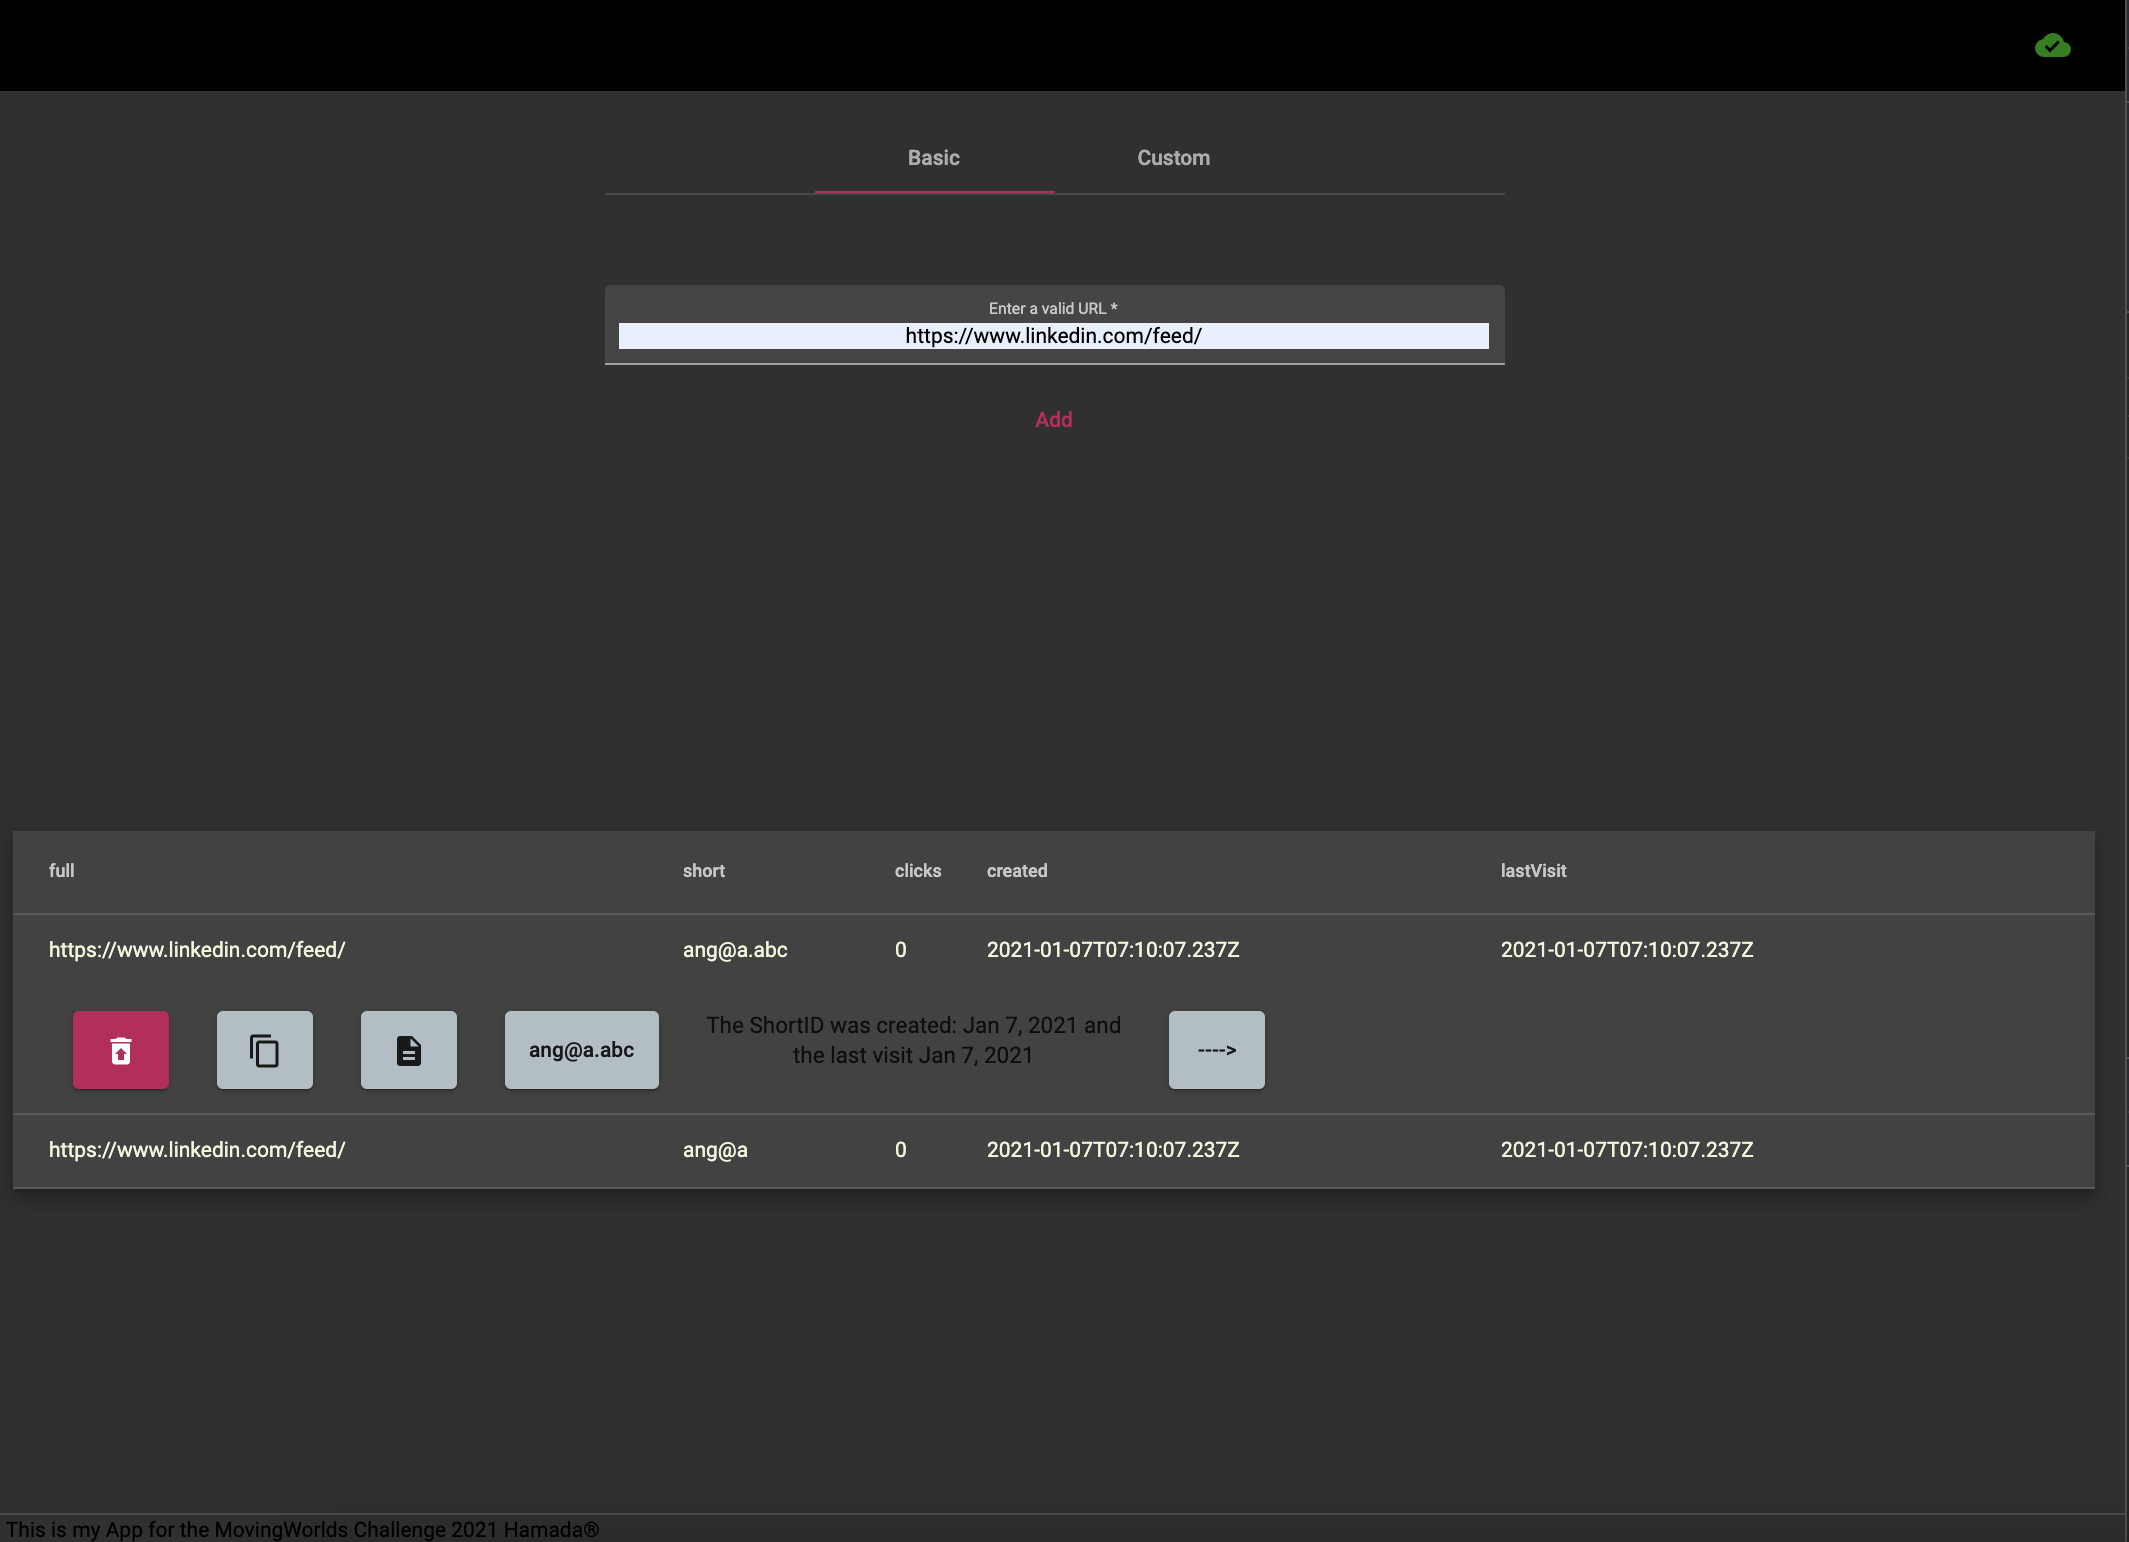 Basic Custom
Enter a valid URL *
https://www.linkedin.com/feed/
Add
full short clicks created lastVisit
https://www.linkedin.com/feed/ ang@a.abc 0 2021-01-07T07:10:07.237Z 2021-01-07T07:10:07.237Z
ang@a.abc
The ShortID was created: Jan 7, 2021 and
the last visit Jan 7, 2021
---->
https://www.linkedin.com/feed/ ang@a 0 2021-01-07T07:10:07.237Z 2021-01-07T07:10:07.237Z
This is my App for the MovingWorlds Challenge 2021 Hamada®